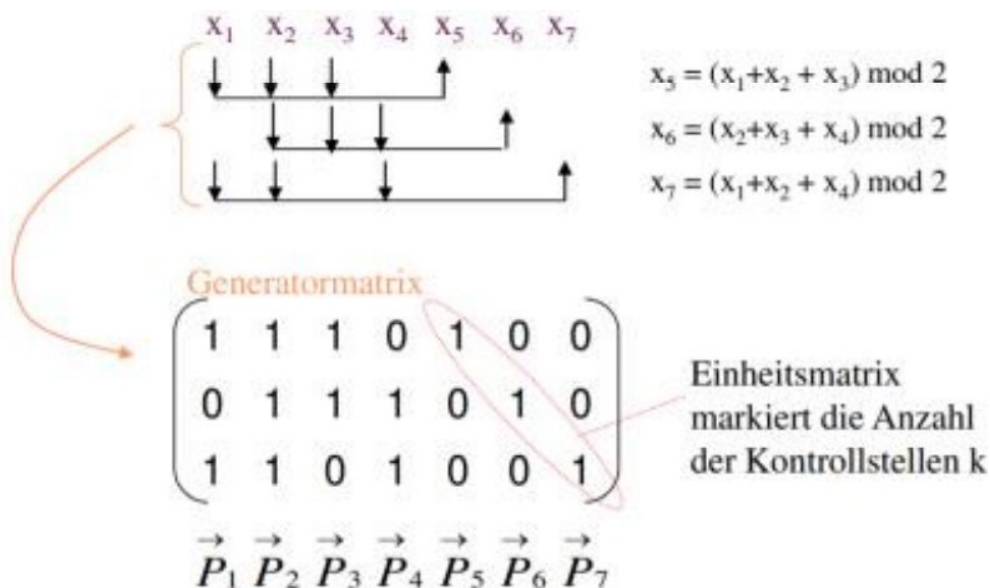 x₁ x₂ x₃ x₄ x₅ x₆ x₇
x₅ = (x₁+x₂ + x₃) mod 2
x₆ = (x₂+x₃ + x₄) mod 2
x₇ = (x₁+x₂ + x₄) mod 2
Generatormatrix
1 1 1 0 1 0 0
0 1 1 1 0 1 0
1 1 0 1 0 0 1
Einheitsmatrix
markiert die Anzahl
der Kontrollstellen k
P₁ P₂ P₃ P₄ P₅ P₆ P₇